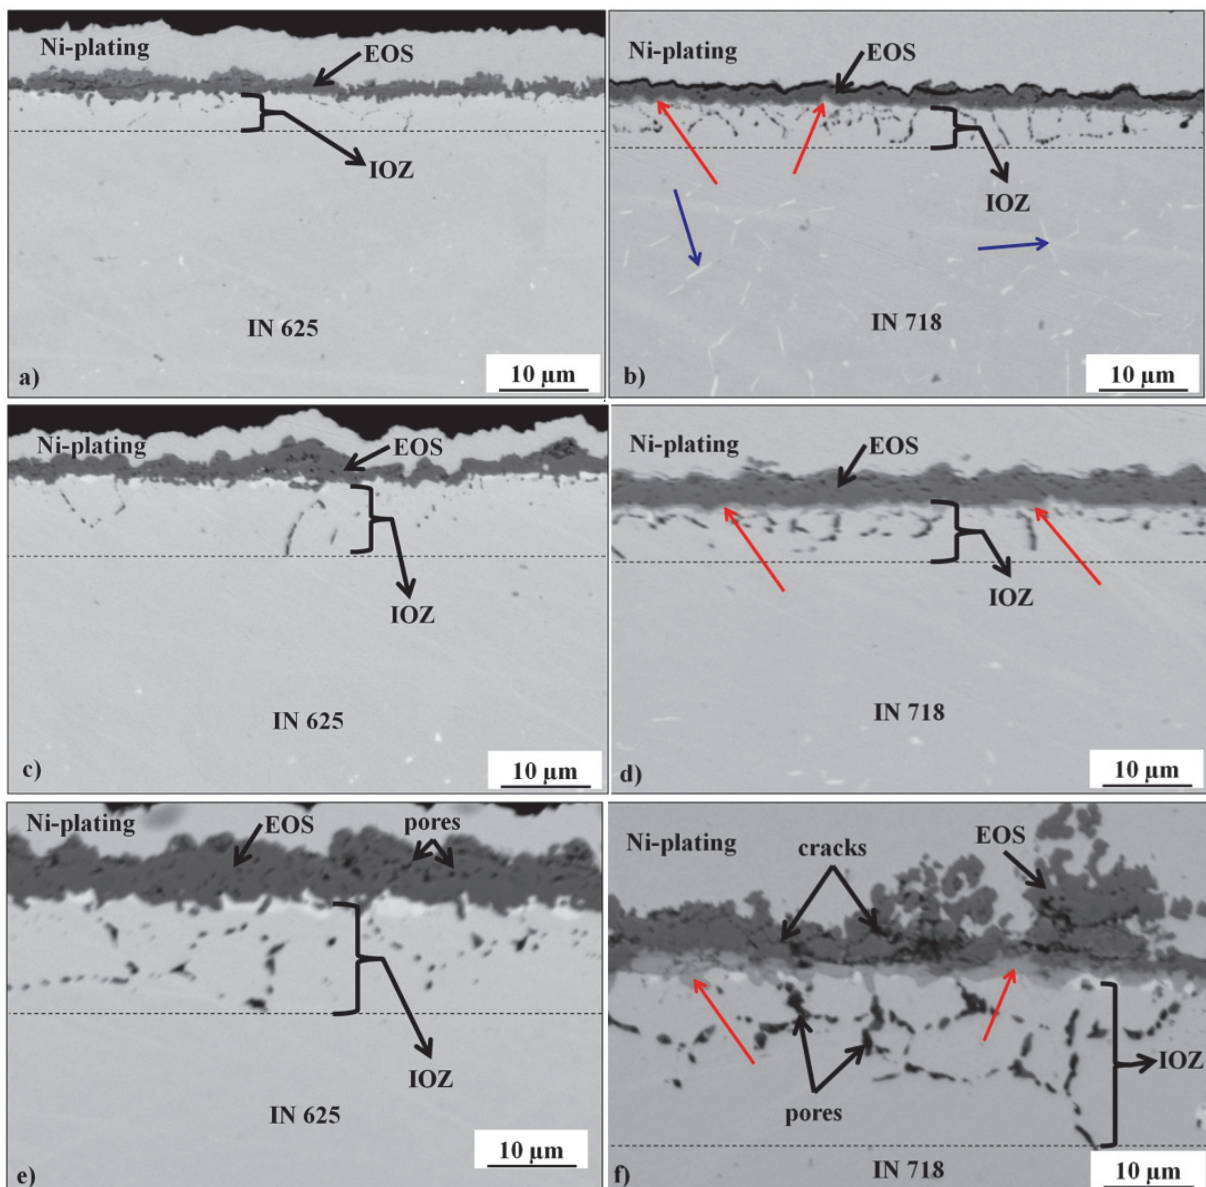 Ni-plating
EOS
IOZ
IN 625
a)
10 µm
Ni-plating
EOS
IOZ
IN 718
b)
10 µm
Ni-plating
EOS
IOZ
IN 625
c)
10 µm
Ni-plating
EOS
IOZ
IN 718
d)
10 µm
Ni-plating
EOS
pores
IOZ
IN 625
e)
10 µm
Ni-plating
cracks
EOS
IOZ
pores
IN 718
f)
10 µm